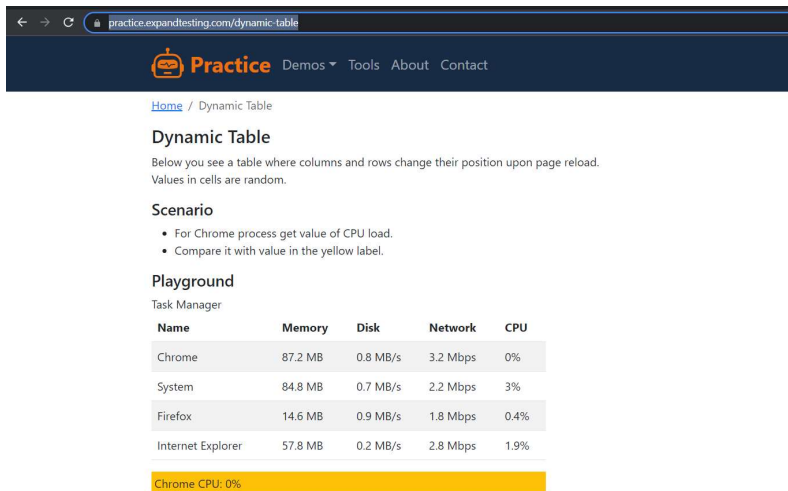 practice.expandtesting.com/dynamic-table
Practice Demos Tools About Contact
Home / Dynamic Table
Dynamic Table
Below you see a table where columns and rows change their position upon page reload.
Values in cells are random.
Scenario
• For Chrome process get value of CPU load.
• Compare it with value in the yellow label.
Playground
Task Manager
Name Memory Disk Network CPU
Chrome 87.2 MB 0.8 MB/s 3.2 Mbps 0%
System 84.8 MB 0.7 MB/s 2.2 Mbps 3%
Firefox 14.6 MB 0.9 MB/s 1.8 Mbps 0.4%
Internet Explorer 57.8 MB 0.2 MB/s 2.8 Mbps 1.9%
Chrome CPU: 0%